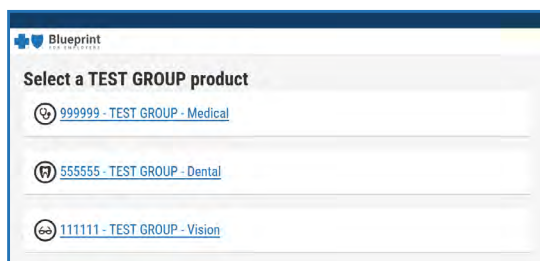 Blueprint
FOR EMPLOYERS
Select a TEST GROUP product
999999 - TEST GROUP - Medical
555555 - TEST GROUP - Dental
111111 - TEST GROUP - Vision